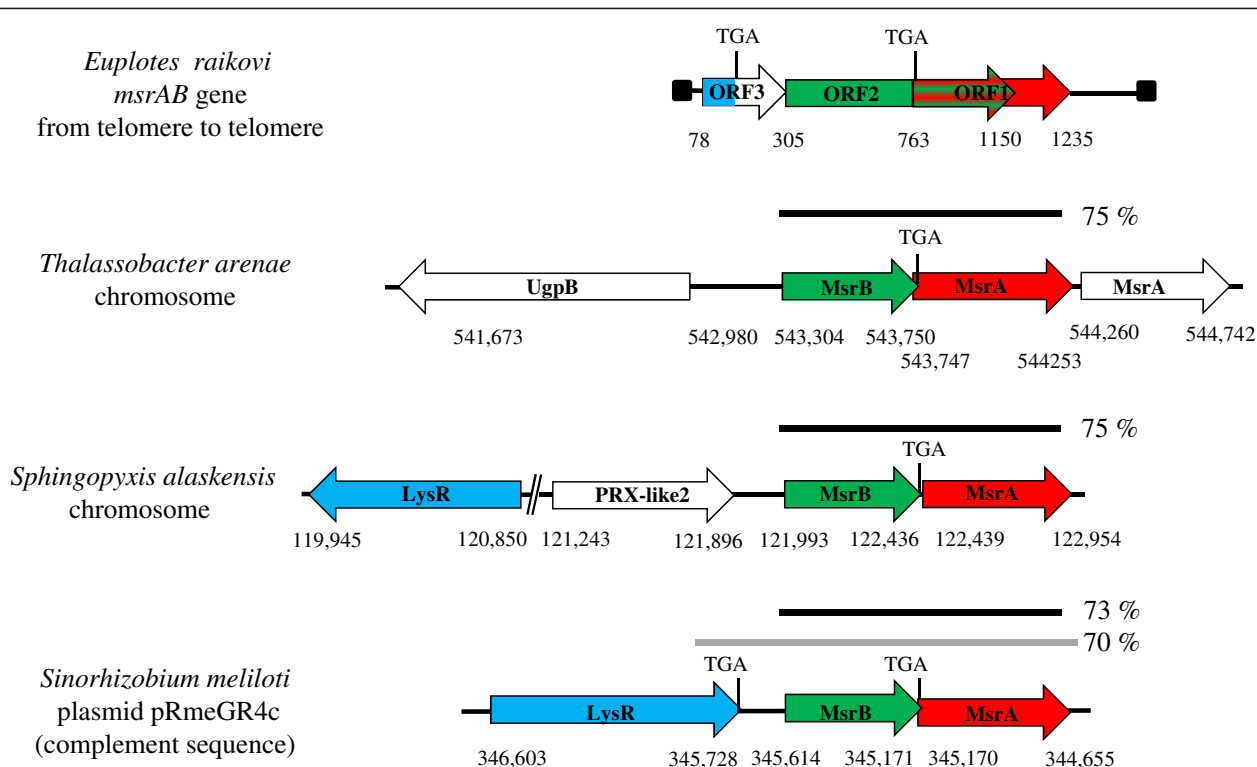 TGA TGA
Euplotes raikovi
msrAB gene
from telomere to telomere
ORF3 ORF2 ORF1
78 305 763 1150 1235
75 %
TGA
Thalassobacter arenae
chromosome
UgpB MsrB MsrA MsrA
541,673 542,980 543,304 543,750 544,260 544,742
543,747 544253
75 %
TGA
Sphingopyxis alaskensis
chromosome
LysR PRX-like2 MsrB MsrA
119,945 120,850 121,243 121,896 121,993 122,436 122,439 122,954
73 %
70 %
TGA TGA
Sinorhizobium meliloti
plasmid pRmeGR4c
(complement sequence)
LysR MsrB MsrA
346,603 345,728 345,614 345,171 345,170 344,655